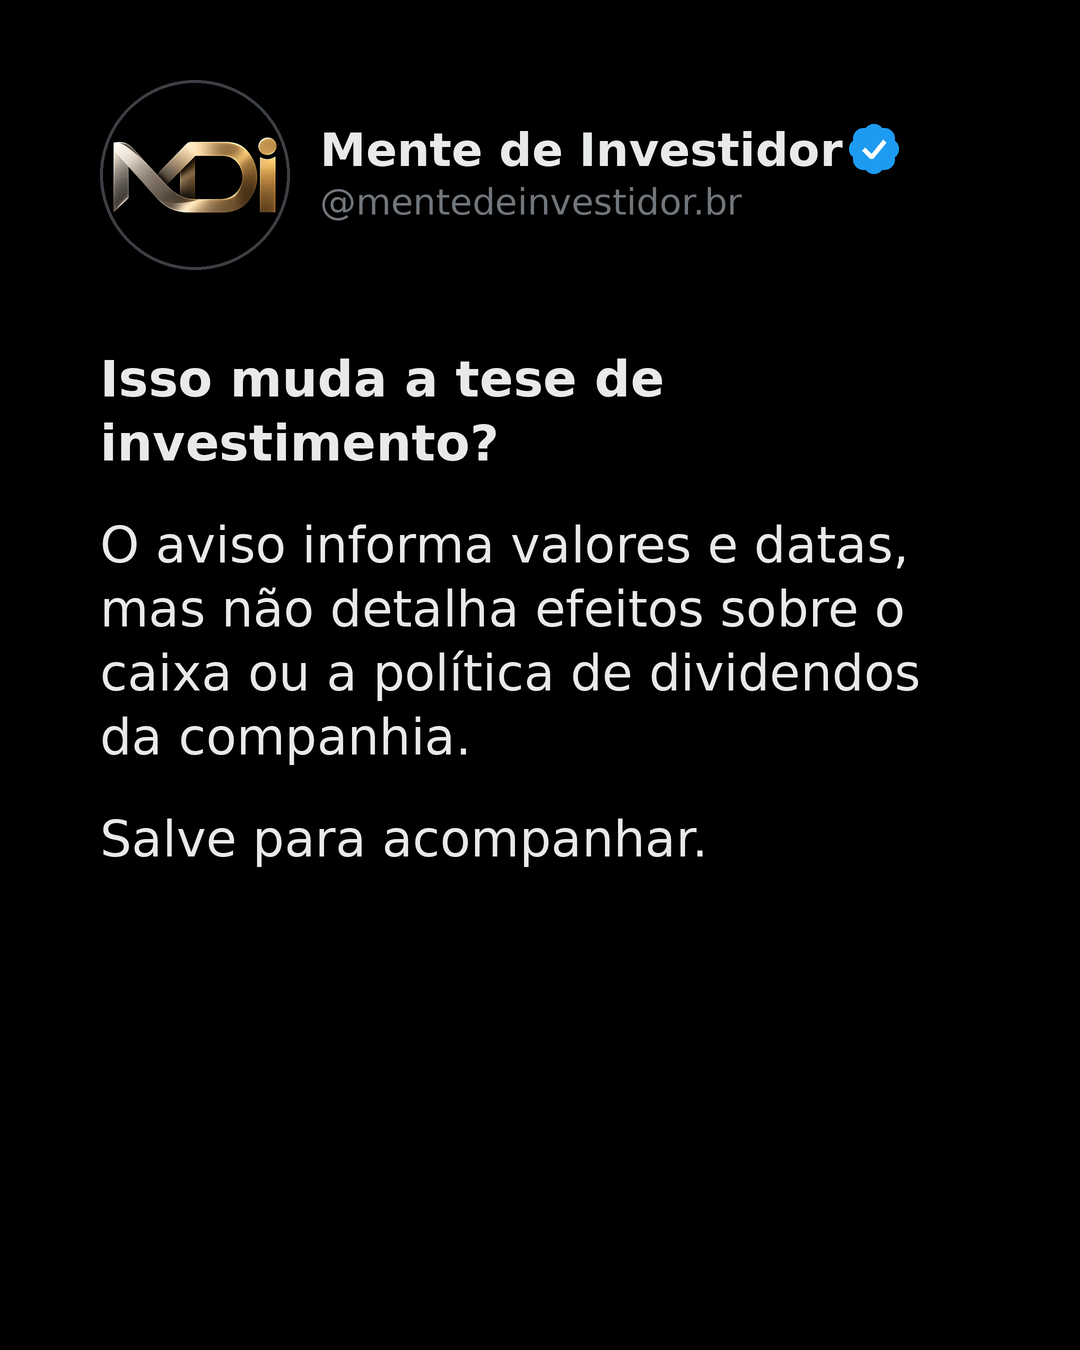 MDi
Mente de Investidor
@mentedeinvestidor.br
Isso muda a tese de
investimento?
O aviso informa valores e datas,
mas não detalha efeitos sobre o
caixa ou a política de dividendos
da companhia.
Salve para acompanhar.